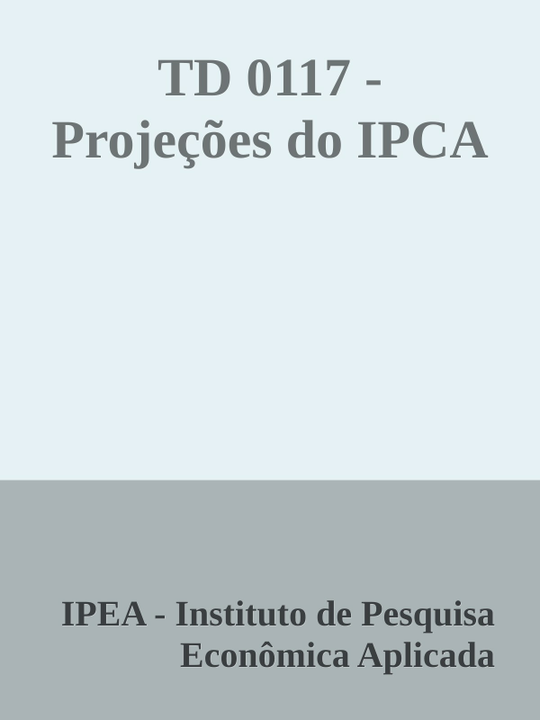 TD 0117 -
Projeções do IPCA
IPEA - Instituto de Pesquisa
Econômica Aplicada